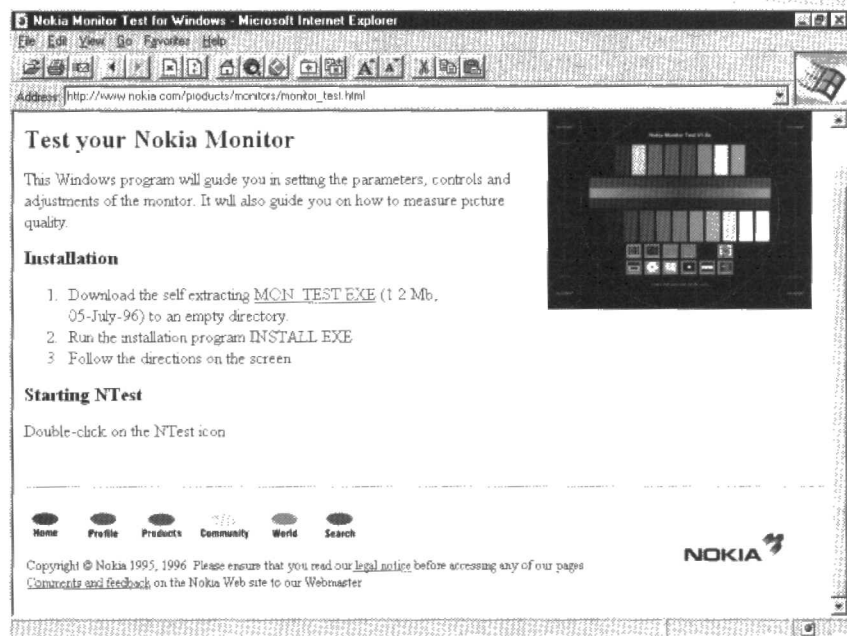 Nokia Monitor Test for Windows - Microsoft Internet Explorer
File Edit View Go Favorites Help
Address: http://www.nokia.com/products/monitors/monitor_test.html
Test your Nokia Monitor
Nokia Monitor Test
This Windows program will guide you in setting the parameters, controls and
adjustments of the monitor. It will also guide you on how to measure picture
quality.
Installation
1. Download the self extracting MON_TEST.EXE (1.2 Mb,
05-July-96) to an empty directory.
2. Run the installation program INSTALL.EXE
3. Follow the directions on the screen
Starting NTest
Double-click on the NTest icon
Home Profile Products Community World Search
Copyright © Nokia 1995, 1996. Please ensure that you read our legal notice before accessing any of our pages
Comments and feedback on the Nokia Web site to our Webmaster
NOKIA